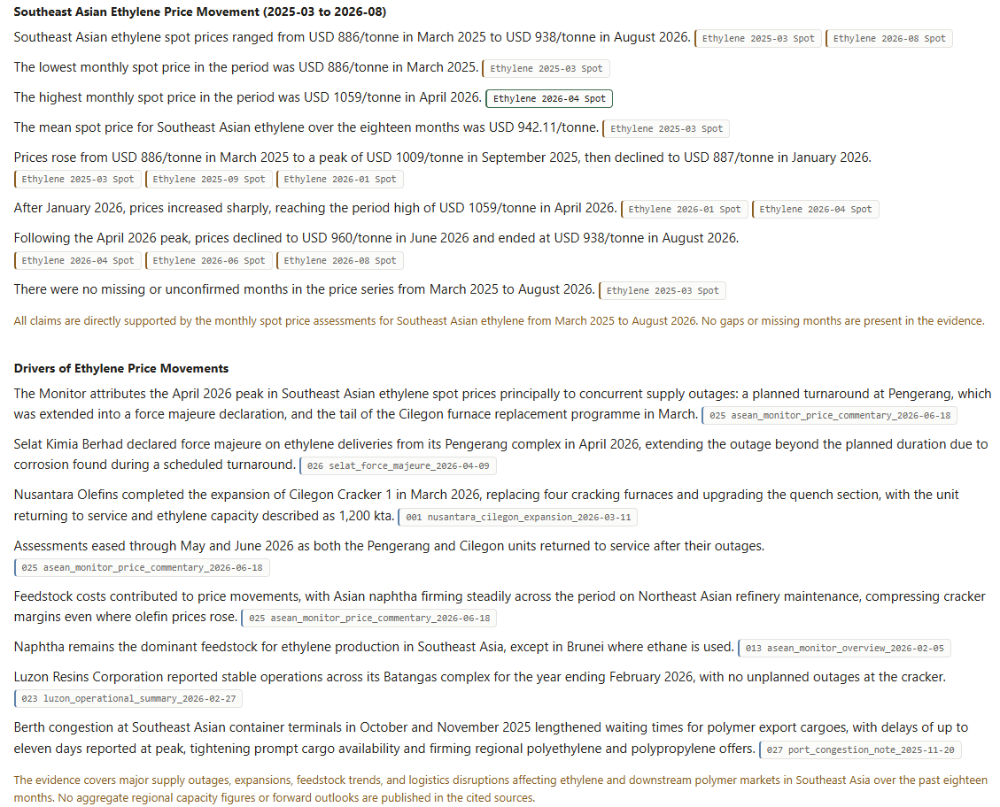 Southeast Asian Ethylene Price Movement (2025-03 to 2026-08)
Southeast Asian ethylene spot prices ranged from USD 886/tonne in March 2025 to USD 938/tonne in August 2026. Ethylene 2025-03 Spot Ethylene 2026-08 Spot
The lowest monthly spot price in the period was USD 886/tonne in March 2025. Ethylene 2025-03 Spot
The highest monthly spot price in the period was USD 1059/tonne in April 2026. Ethylene 2026-04 Spot
The mean spot price for Southeast Asian ethylene over the eighteen months was USD 942.11/tonne. Ethylene 2025-03 Spot
Prices rose from USD 886/tonne in March 2025 to a peak of USD 1009/tonne in September 2025, then declined to USD 887/tonne in January 2026.
Ethylene 2025-03 Spot Ethylene 2025-09 Spot Ethylene 2026-01 Spot
After January 2026, prices increased sharply, reaching the period high of USD 1059/tonne in April 2026. Ethylene 2026-01 Spot Ethylene 2026-04 Spot
Following the April 2026 peak, prices declined to USD 960/tonne in June 2026 and ended at USD 938/tonne in August 2026.
Ethylene 2026-04 Spot Ethylene 2026-06 Spot Ethylene 2026-08 Spot
There were no missing or unconfirmed months in the price series from March 2025 to August 2026. Ethylene 2025-03 Spot
All claims are directly supported by the monthly spot price assessments for Southeast Asian ethylene from March 2025 to August 2026. No gaps or missing months are present in the evidence.
Drivers of Ethylene Price Movements
The Monitor attributes the April 2026 peak in Southeast Asian ethylene spot prices principally to concurrent supply outages: a planned turnaround at Pengerang, which
was extended into a force majeure declaration, and the tail of the Cilegon furnace replacement programme in March. 025 asean_monitor_price_commentary_2026-06-18
Selat Kimia Berhad declared force majeure on ethylene deliveries from its Pengerang complex in April 2026, extending the outage beyond the planned duration due to
corrosion found during a scheduled turnaround. 026 selat_force_majeure_2026-04-09
Nusantara Olefins completed the expansion of Cilegon Cracker 1 in March 2026, replacing four cracking furnaces and upgrading the quench section, with the unit
returning to service and ethylene capacity described as 1,200 kta. 001 nusantara_cilegon_expansion_2026-03-11
Assessments eased through May and June 2026 as both the Pengerang and Cilegon units returned to service after their outages.
025 asean_monitor_price_commentary_2026-06-18
Feedstock costs contributed to price movements, with Asian naphtha firming steadily across the period on Northeast Asian refinery maintenance, compressing cracker
margins even where olefin prices rose. 025 asean_monitor_price_commentary_2026-06-18
Naphtha remains the dominant feedstock for ethylene production in Southeast Asia, except in Brunei where ethane is used. 013 asean_monitor_overview_2026-02-05
Luzon Resins Corporation reported stable operations across its Batangas complex for the year ending February 2026, with no unplanned outages at the cracker.
023 luzon_operational_summary_2026-02-27
Berth congestion at Southeast Asian container terminals in October and November 2025 lengthened waiting times for polymer export cargoes, with delays of up to
eleven days reported at peak, tightening prompt cargo availability and firming regional polyethylene and polypropylene offers. 027 port_congestion_note_2025-11-20
The evidence covers major supply outages, expansions, feedstock trends, and logistics disruptions affecting ethylene and downstream polymer markets in Southeast Asia over the past eighteen
months. No aggregate regional capacity figures or forward outlooks are published in the cited sources.